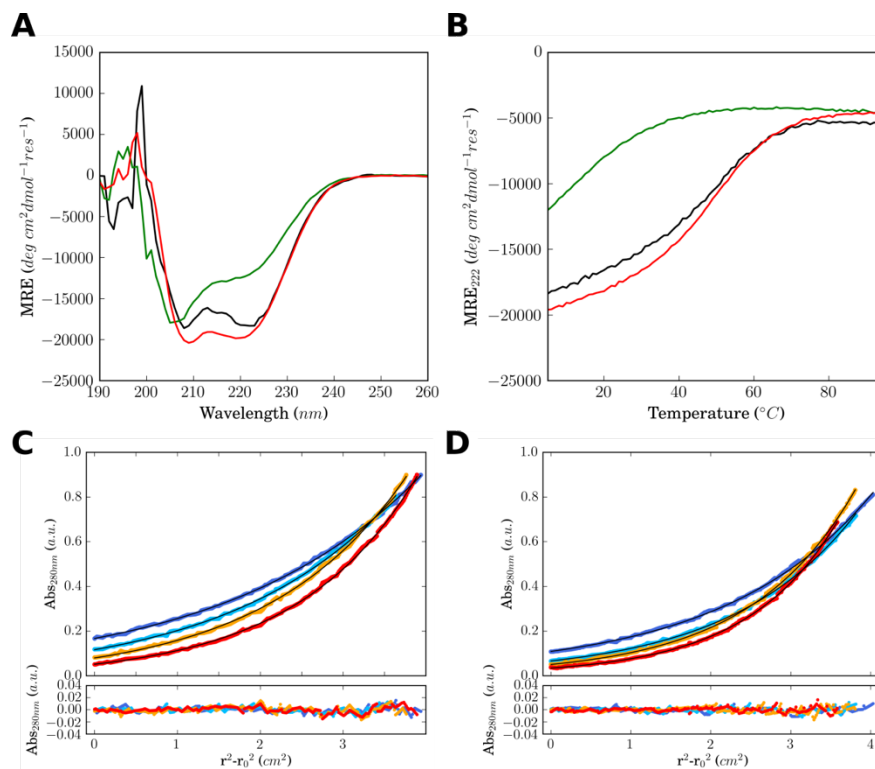 A
15000
10000
5000
0
−5000
−10000
−15000
−20000
−25000
MRE (deg cm²dmol⁻¹res⁻¹)
190 200 210 220 230 240 250 260
Wavelength (nm)
B
0
−5000
−10000
−15000
−20000
−25000
MRE₂₂₂ (deg cm²dmol⁻¹res⁻¹)
20 40 60 80
Temperature (°C)
C
1.0
0.8
0.6
0.4
0.2
0.0
Abs₂₈₀ₙₘ (a.u.)
0.04
0.02
0.00
−0.02
−0.04
Abs₂₈₀ₙₘ (a.u.)
0 1 2 3
r²-r₀² (cm²)
D
1.0
0.8
0.6
0.4
0.2
0.0
Abs₂₈₀ₙₘ (a.u.)
0.04
0.02
0.00
−0.02
−0.04
Abs₂₈₀ₙₘ (a.u.)
0 1 2 3 4
r²-r₀² (cm²)